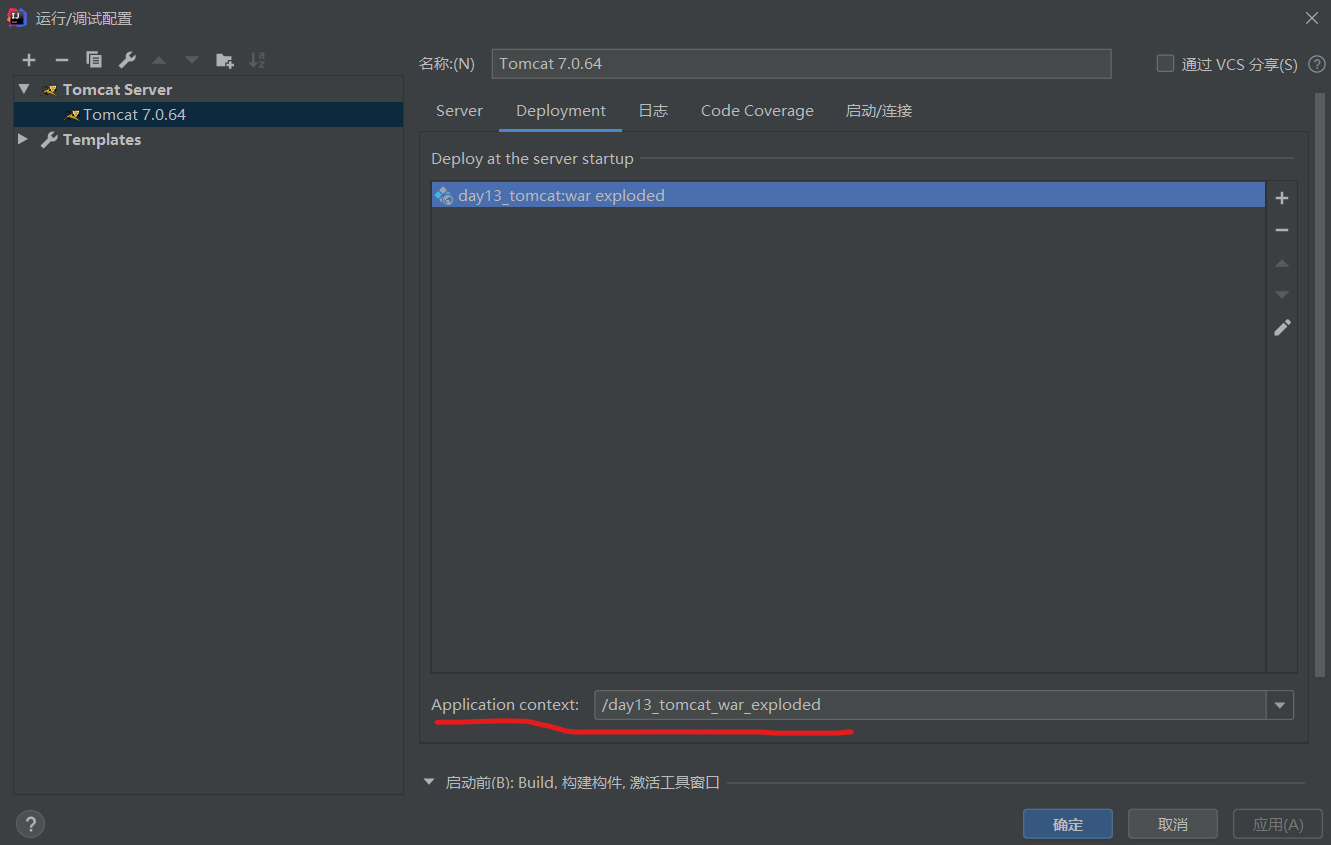 运行/调试配置
名称:(N) Tomcat 7.0.64 通过 VCS 分享(S) ?
Tomcat Server
Tomcat 7.0.64
Templates
Server Deployment 日志 Code Coverage 启动/连接
Deploy at the server startup
day13_tomcat:war exploded
Application context: /day13_tomcat_war_exploded
启动前(B): Build, 构建构件, 激活工具窗口
? 确定 取消 应用(A)